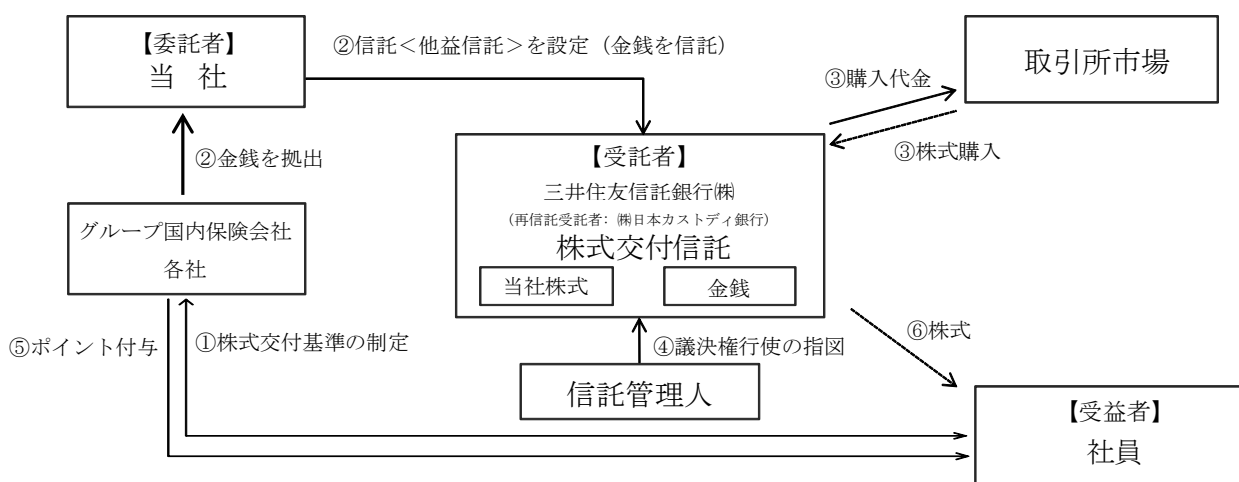 【委託者】
当 社
②信託<他益信託>を設定（金銭を信託）
取引所市場
③購入代金
③株式購入
②金銭を拠出
【受託者】
三井住友信託銀行㈱
(再信託受託者：㈱日本カストディ銀行)
株式交付信託
当社株式
金銭
グループ国内保険会社
各社
⑤ポイント付与
①株式交付基準の制定
④議決権行使の指図
⑥株式
信託管理人
【受益者】
社員